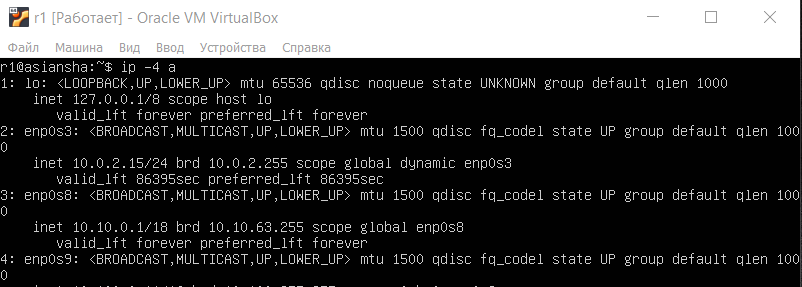 r1 [Работает] - Oracle VM VirtualBox
Файл Машина Вид Ввод Устройства Справка
r1@asiansha:~$ ip -4 a
1: lo: <LOOPBACK,UP,LOWER_UP> mtu 65536 qdisc noqueue state UNKNOWN group default qlen 1000
inet 127.0.0.1/8 scope host lo
valid_lft forever preferred_lft forever
2: enp0s3: <BROADCAST,MULTICAST,UP,LOWER_UP> mtu 1500 qdisc fq_codel state UP group default qlen 100
0
inet 10.0.2.15/24 brd 10.0.2.255 scope global dynamic enp0s3
valid_lft 86395sec preferred_lft 86395sec
3: enp0s8: <BROADCAST,MULTICAST,UP,LOWER_UP> mtu 1500 qdisc fq_codel state UP group default qlen 100
0
inet 10.10.0.1/18 brd 10.10.63.255 scope global enp0s8
valid_lft forever preferred_lft forever
4: enp0s9: <BROADCAST,MULTICAST,UP,LOWER_UP> mtu 1500 qdisc fq_codel state UP group default qlen 100
0